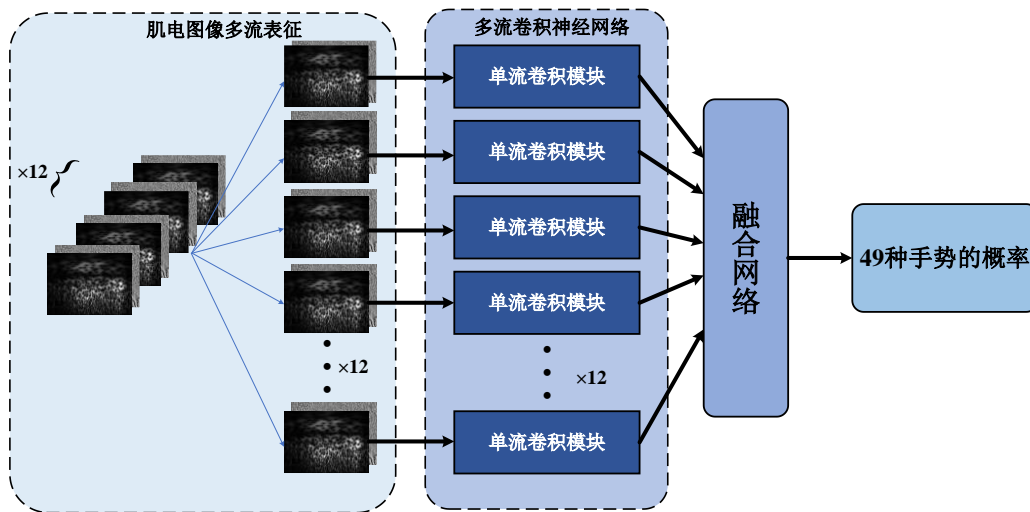 肌电图像多流表征
×12
×12
多流卷积神经网络
单流卷积模块
单流卷积模块
单流卷积模块
单流卷积模块
×12
单流卷积模块
融合网络
49种手势的概率